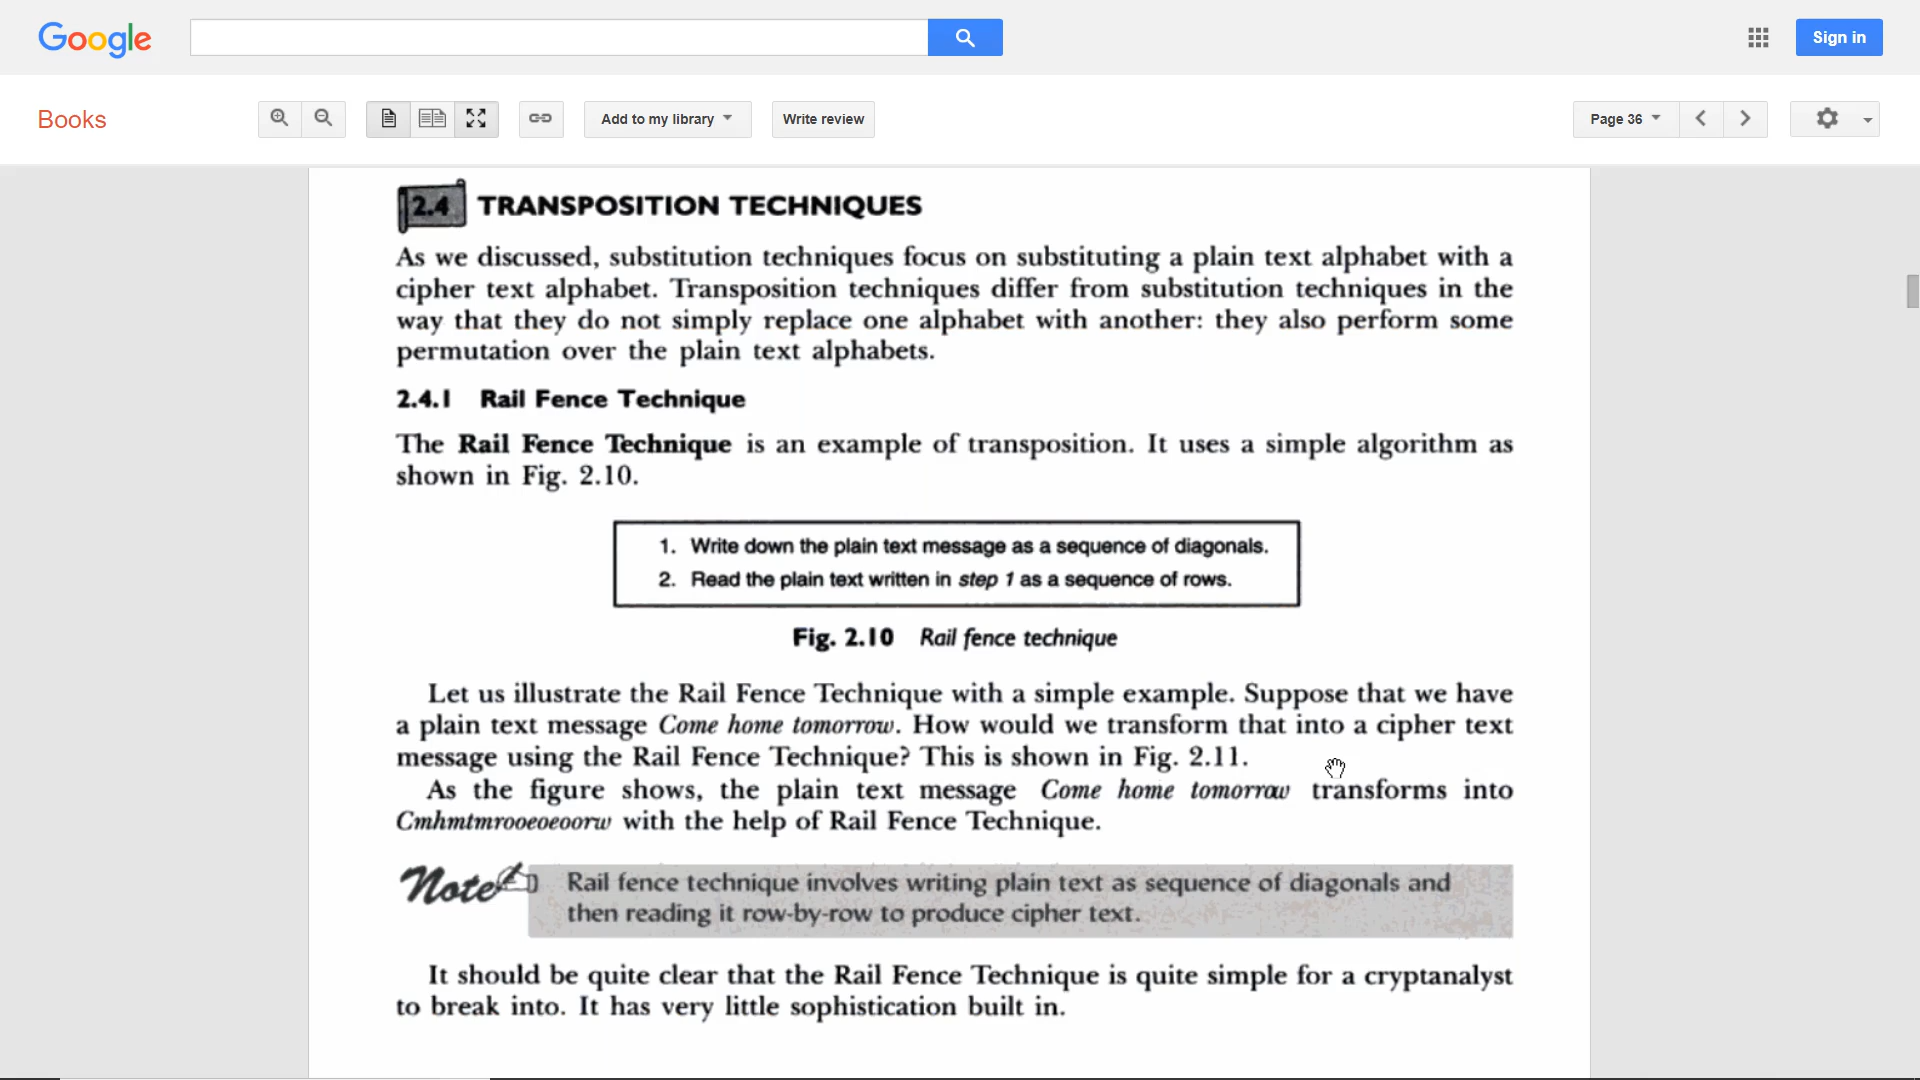 Google
Sign in
Books
Add to my library
Write review
Page 36
2.4 TRANSPOSITION TECHNIQUES
As we discussed, substitution techniques focus on substituting a plain text alphabet with a
cipher text alphabet. Transposition techniques differ from substitution techniques in the
way that they do not simply replace one alphabet with another: they also perform some
permutation over the plain text alphabets.
2.4.1 Rail Fence Technique
The Rail Fence Technique is an example of transposition. It uses a simple algorithm as
shown in Fig. 2.10.
1. Write down the plain text message as a sequence of diagonals.
2. Read the plain text written in step 1 as a sequence of rows.
Fig. 2.10 Rail fence technique
Let us illustrate the Rail Fence Technique with a simple example. Suppose that we have
a plain text message Come home tomorrow. How would we transform that into a cipher text
message using the Rail Fence Technique? This is shown in Fig. 2.11.
As the figure shows, the plain text message Come home tomorrow transforms into
Cmhmtmrooeoeoorw with the help of Rail Fence Technique.
Note
Rail fence technique involves writing plain text as sequence of diagonals and
then reading it row-by-row to produce cipher text.
It should be quite clear that the Rail Fence Technique is quite simple for a cryptanalyst
to break into. It has very little sophistication built in.